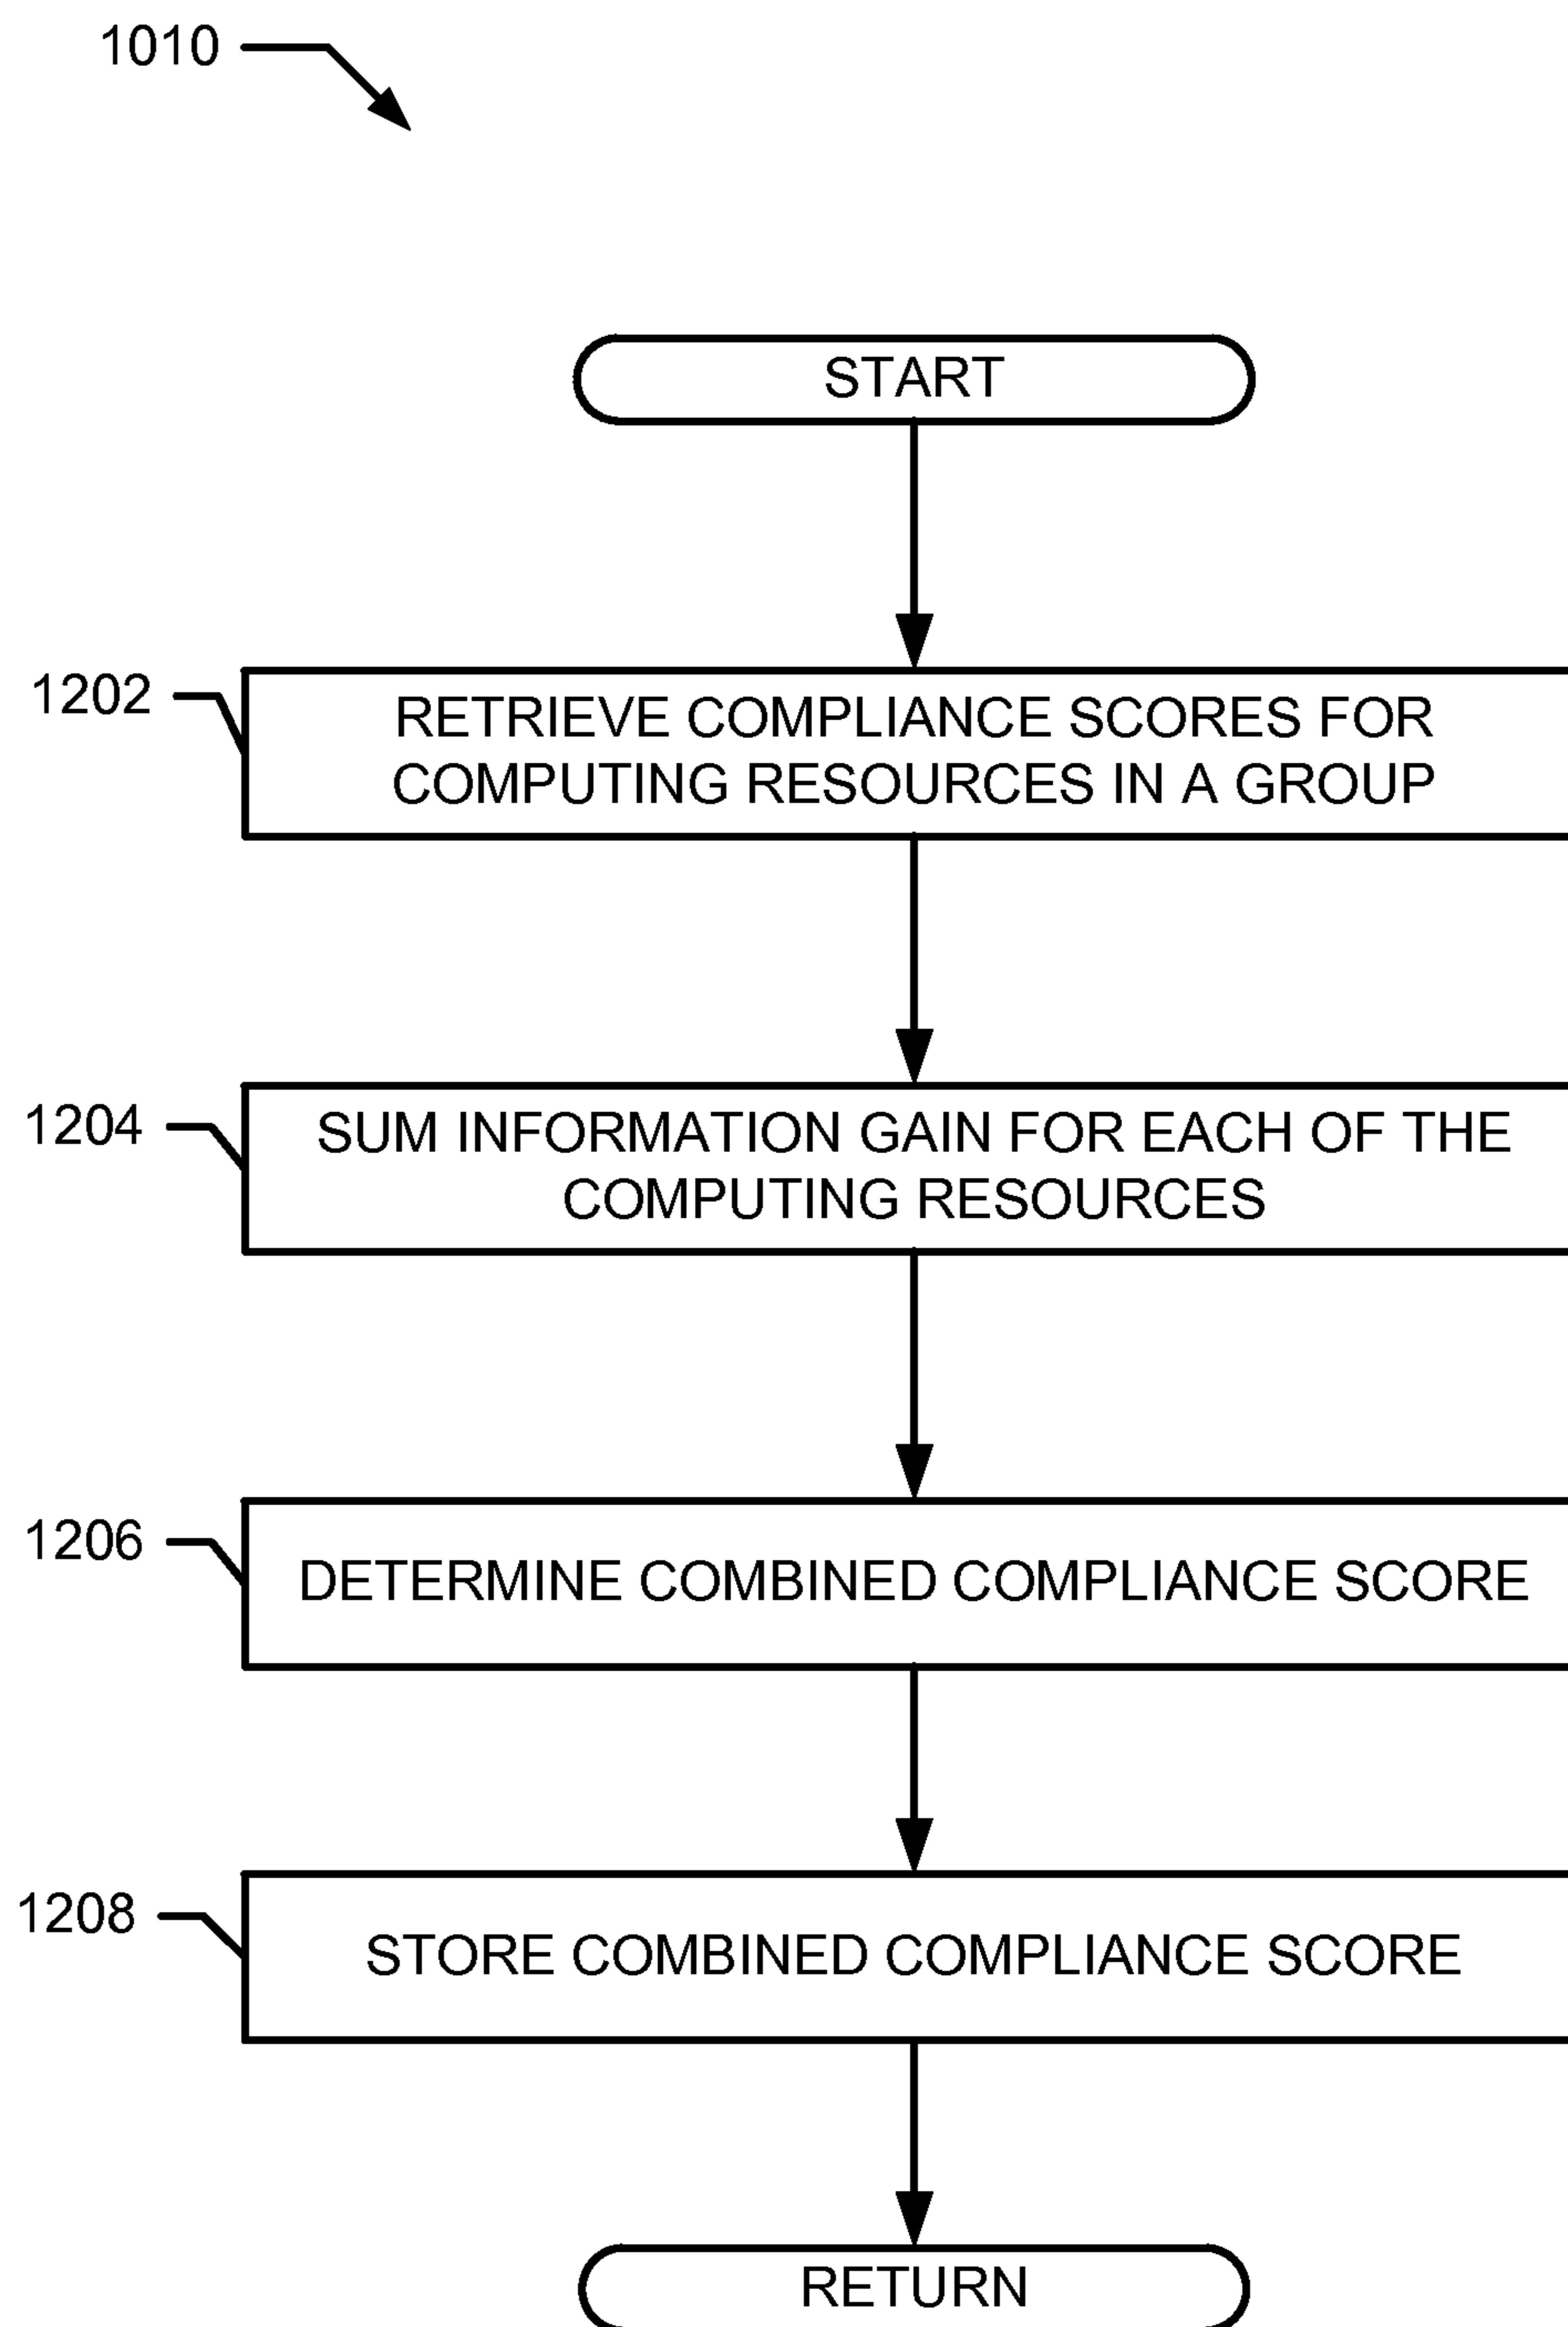 1010
START
1202
RETRIEVE COMPLIANCE SCORES FOR
COMPUTING RESOURCES IN A GROUP
1204
SUM INFORMATION GAIN FOR EACH OF THE
COMPUTING RESOURCES
1206
DETERMINE COMBINED COMPLIANCE SCORE
1208
STORE COMBINED COMPLIANCE SCORE
RETURN